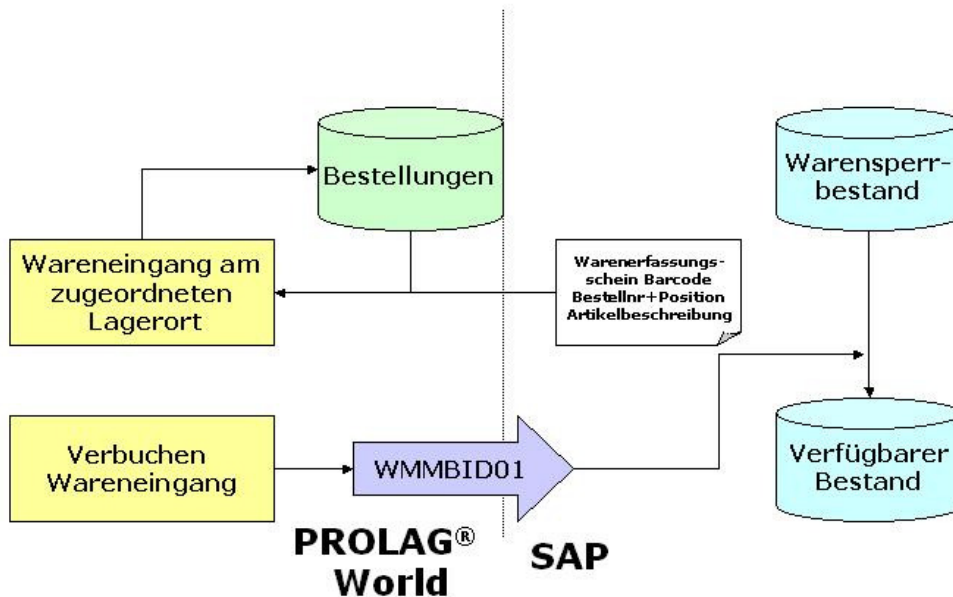 Bestellungen
Warensperr-
bestand
Wareneingang am
zugeordneten
Lagerort
Warenerfassungs-
schein Barcode
Bestellnr+Position
Artikelbeschreibung
Verbuchen
Wareneingang
WMMBID01
Verfügbarer
Bestand
PROLAG®
World
SAP